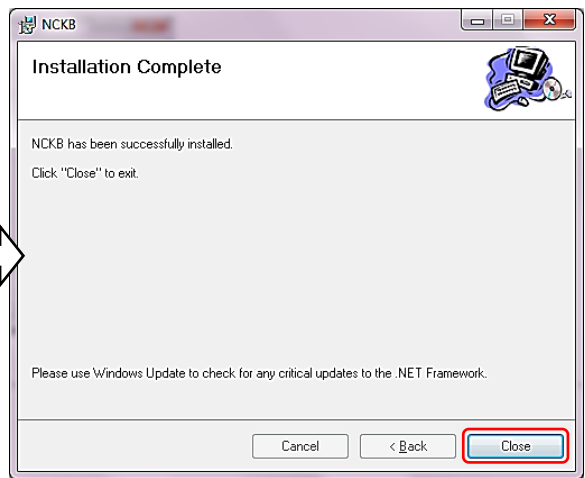 NCKB
Installation Complete
NCKB has been successfully installed.
Click "Close" to exit.
Please use Windows Update to check for any critical updates to the .NET Framework.
Cancel
< Back
Close